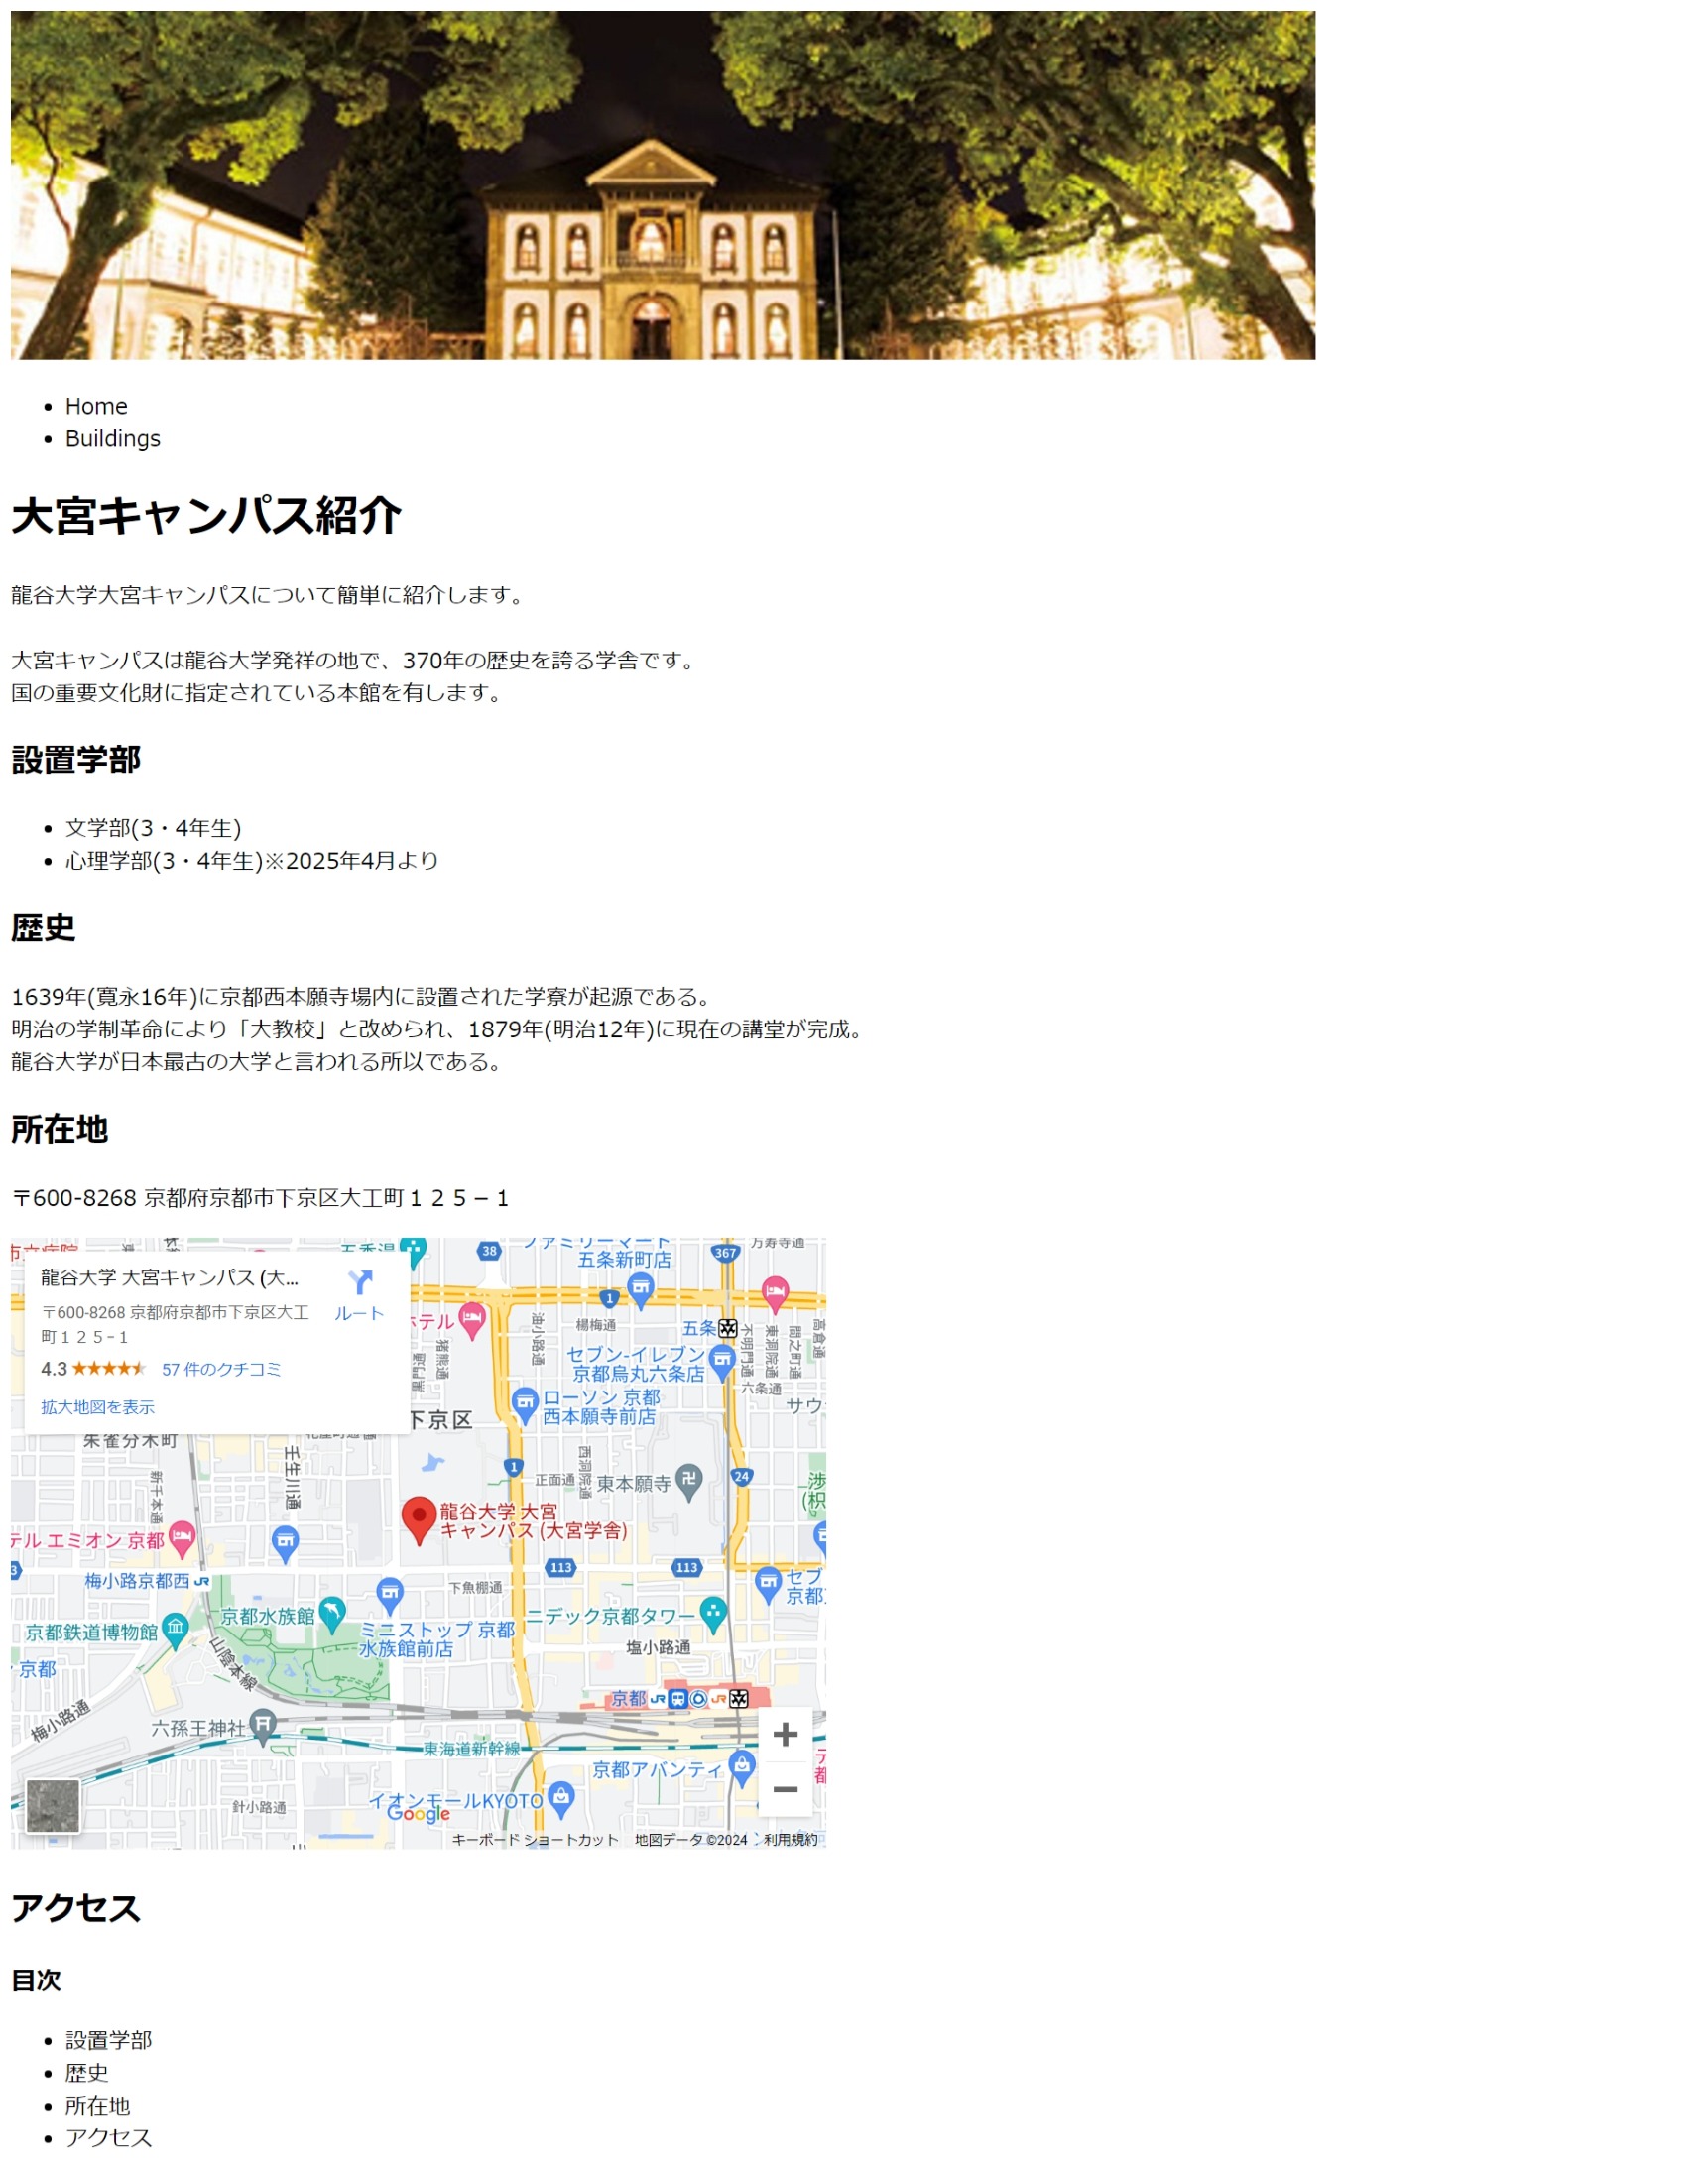 Home
Buildings
大宮キャンパス紹介
龍谷大学大宮キャンパスについて簡単に紹介します。
大宮キャンパスは龍谷大学発祥の地で、370年の歴史を誇る学舎です。
国の重要文化財に指定されている本館を有します。
設置学部
文学部(3・4年生)
心理学部(3・4年生)※2025年4月より
歴史
1639年(寛永16年)に京都西本願寺場内に設置された学寮が起源である。
明治の学制革命により「大教校」と改められ、1879年(明治12年)に現在の講堂が完成。
龍谷大学が日本最古の大学と言われる所以である。
所在地
〒600-8268 京都府京都市下京区大工町１２５−１
38
ファミリーマート
五条新町店
367
万寿寺通
龍谷大学 大宮キャンパス (大...
ルート
〒600-8268 京都府京都市下京区大工
町１２５−１
4.3
57 件のクチコミ
拡大地図を表示
ホテル
1
油小路通
楊梅通
五条
不明門通
東洞院通
間之町通
高倉通
猪熊通
セブン-イレブン
京都烏丸六条店
六条通
ローソン 京都
西本願寺前店
サウ
下京区
朱雀分木町
壬生川通
新千本通
1
正面通
西洞院通
東本願寺
24
龍谷大学 大宮
キャンパス (大宮学舎)
テル エミオン 京都
113
113
梅小路京都西
下魚棚通
セブ
京都
京都水族館
ミニストップ 京都
水族館前店
ニデック京都タワー
京都鉄道博物館
山陰本線
塩小路通
京都
京都
JR
JR
梅小路通
六孫王神社
東海道新幹線
京都アバンティ
イオンモールKYOTO
針小路通
Google
キーボード ショートカット
地図データ ©2024
利用規約
アクセス
目次
設置学部
歴史
所在地
アクセス